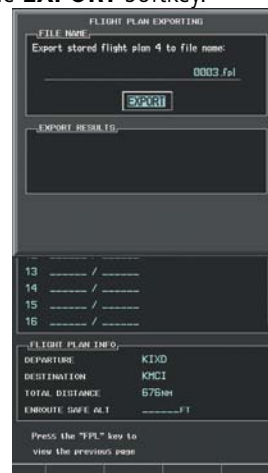 EXPORT softkey.
FLIGHT PLAN EXPORTING
FILE NAME
Export stored flight plan 4 to file name:
0003.fpl
EXPORT
EXPORT RESULTS
13 ______ / ______
14 ______ / ______
15 ______ / ______
16 ______ / ______
FLIGHT PLAN INFO
DEPARTURE KIXD
DESTINATION KMCI
TOTAL DISTANCE 676NM
ENROUTE SAFE ALT ______FT
Press the "FPL" key to
view the previous page